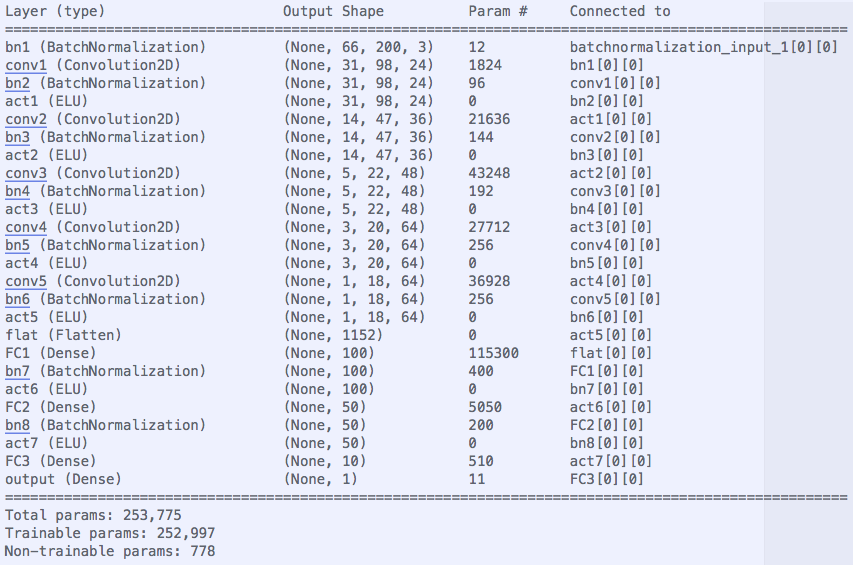 Layer (type) Output Shape Param # Connected to
====================================================================================================
bn1 (BatchNormalization) (None, 66, 200, 3) 12 batchnormalization_input_1[0][0]
conv1 (Convolution2D) (None, 31, 98, 24) 1824 bn1[0][0]
bn2 (BatchNormalization) (None, 31, 98, 24) 96 conv1[0][0]
act1 (ELU) (None, 31, 98, 24) 0 bn2[0][0]
conv2 (Convolution2D) (None, 14, 47, 36) 21636 act1[0][0]
bn3 (BatchNormalization) (None, 14, 47, 36) 144 conv2[0][0]
act2 (ELU) (None, 14, 47, 36) 0 bn3[0][0]
conv3 (Convolution2D) (None, 5, 22, 48) 43248 act2[0][0]
bn4 (BatchNormalization) (None, 5, 22, 48) 192 conv3[0][0]
act3 (ELU) (None, 5, 22, 48) 0 bn4[0][0]
conv4 (Convolution2D) (None, 3, 20, 64) 27712 act3[0][0]
bn5 (BatchNormalization) (None, 3, 20, 64) 256 conv4[0][0]
act4 (ELU) (None, 3, 20, 64) 0 bn5[0][0]
conv5 (Convolution2D) (None, 1, 18, 64) 36928 act4[0][0]
bn6 (BatchNormalization) (None, 1, 18, 64) 256 conv5[0][0]
act5 (ELU) (None, 1, 18, 64) 0 bn6[0][0]
flat (Flatten) (None, 1152) 0 act5[0][0]
FC1 (Dense) (None, 100) 115300 flat[0][0]
bn7 (BatchNormalization) (None, 100) 400 FC1[0][0]
act6 (ELU) (None, 100) 0 bn7[0][0]
FC2 (Dense) (None, 50) 5050 act6[0][0]
bn8 (BatchNormalization) (None, 50) 200 FC2[0][0]
act7 (ELU) (None, 50) 0 bn8[0][0]
FC3 (Dense) (None, 10) 510 act7[0][0]
output (Dense) (None, 1) 11 FC3[0][0]
====================================================================================================
Total params: 253,775
Trainable params: 252,997
Non-trainable params: 778